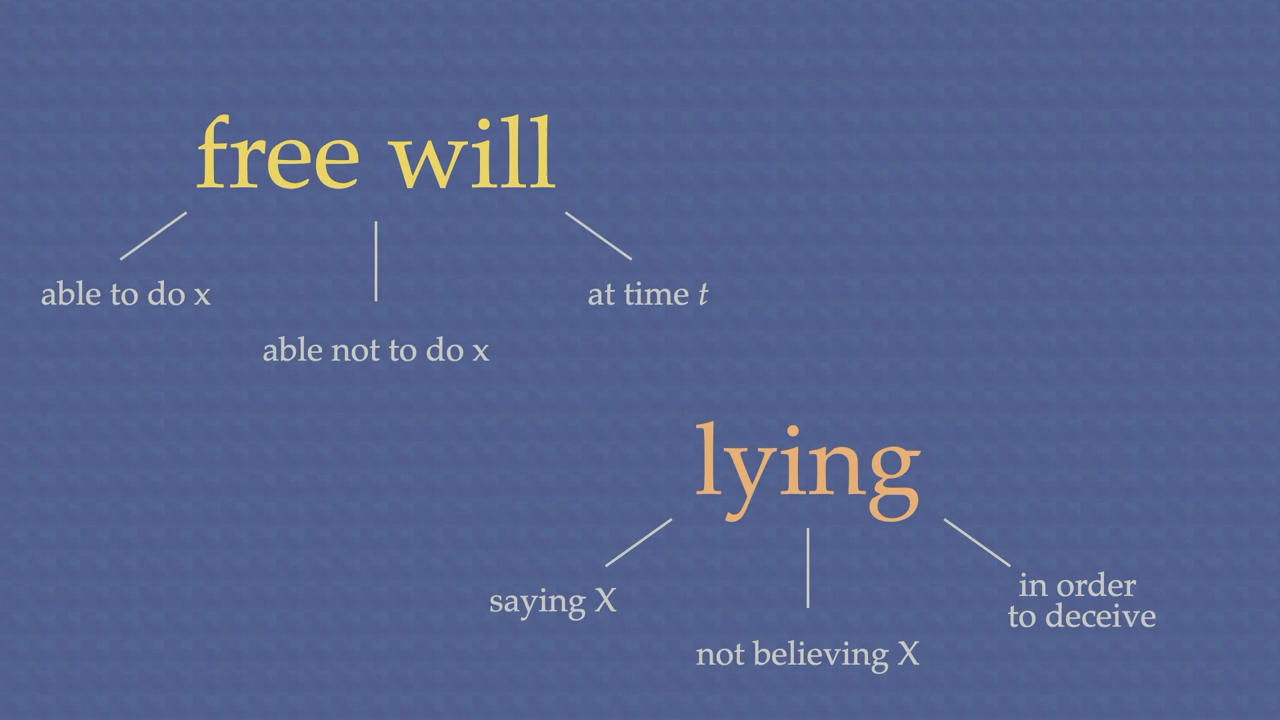 free will
able to do x
able not to do x
at time t
lying
saying X
not believing X
in order
to deceive